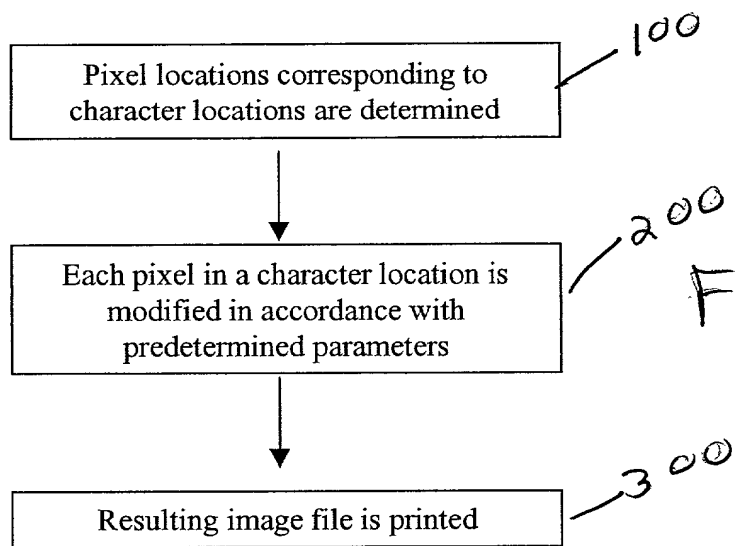 100
Pixel locations corresponding to
character locations are determined
200
Each pixel in a character location is
modified in accordance with
predetermined parameters
F
300
Resulting image file is printed